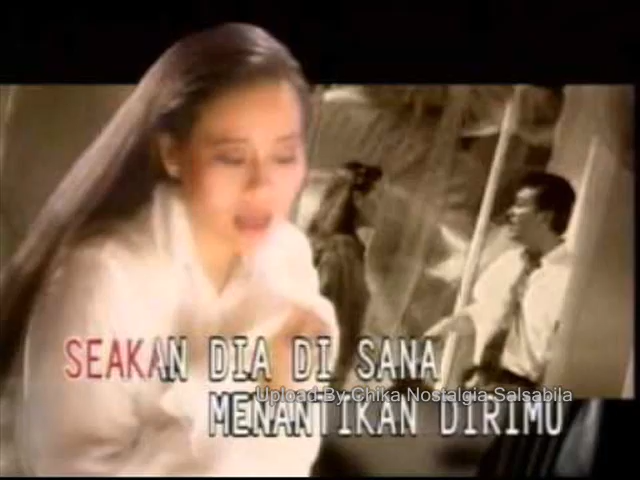 SEAKAN DIA DI SANA
Upload By Chika Nostalgia Salsabila
MENANTIKAN DIRIMU